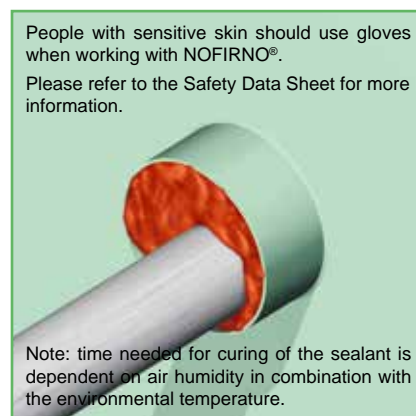 People with sensitive skin should use gloves
when working with NOFIRNO®.
Please refer to the Safety Data Sheet for more
information.
Note: time needed for curing of the sealant is
dependent on air humidity in combination with
the environmental temperature.